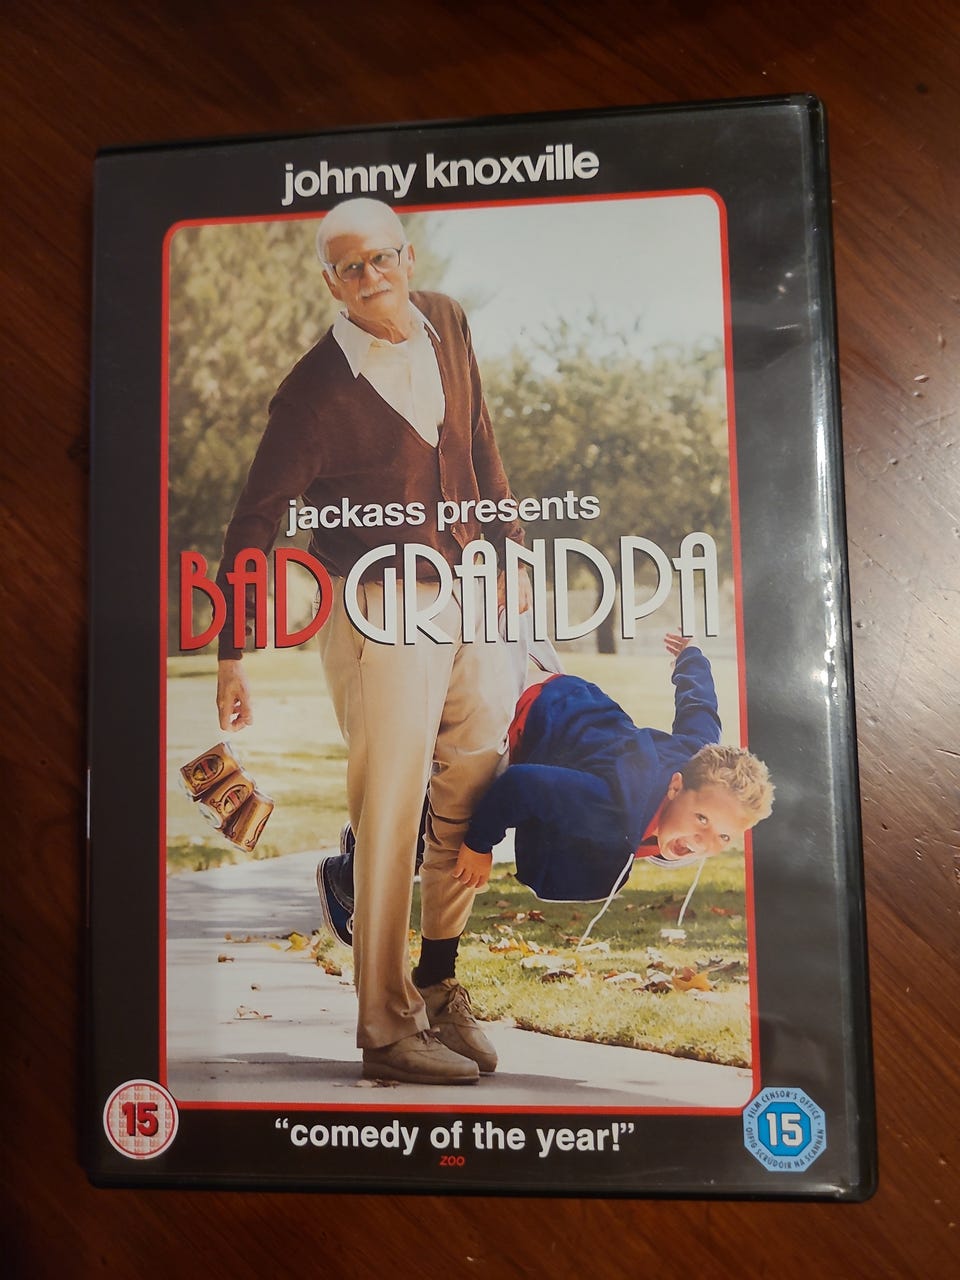 johnny knoxville
jackass presents
BAD GRANDPA
15
"comedy of the year!"
ZOO
FILM CENSOR'S OFFICE
15
OIFIG SCRÚDÓIR NA SCANNÁN